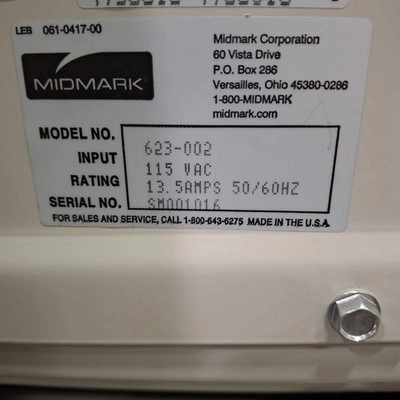 LEB 061-0417-00
MIDMARK
Midmark Corporation
60 Vista Drive
P.O. Box 286
Versailles, Ohio 45380-0286
1-800-MIDMARK
midmark.com
MODEL NO. 623-002
INPUT 115 VAC
RATING 13.5AMPS 50/60HZ
SERIAL NO. SM001016
FOR SALES AND SERVICE, CALL 1-800-643-6275 MADE IN THE U.S.A.